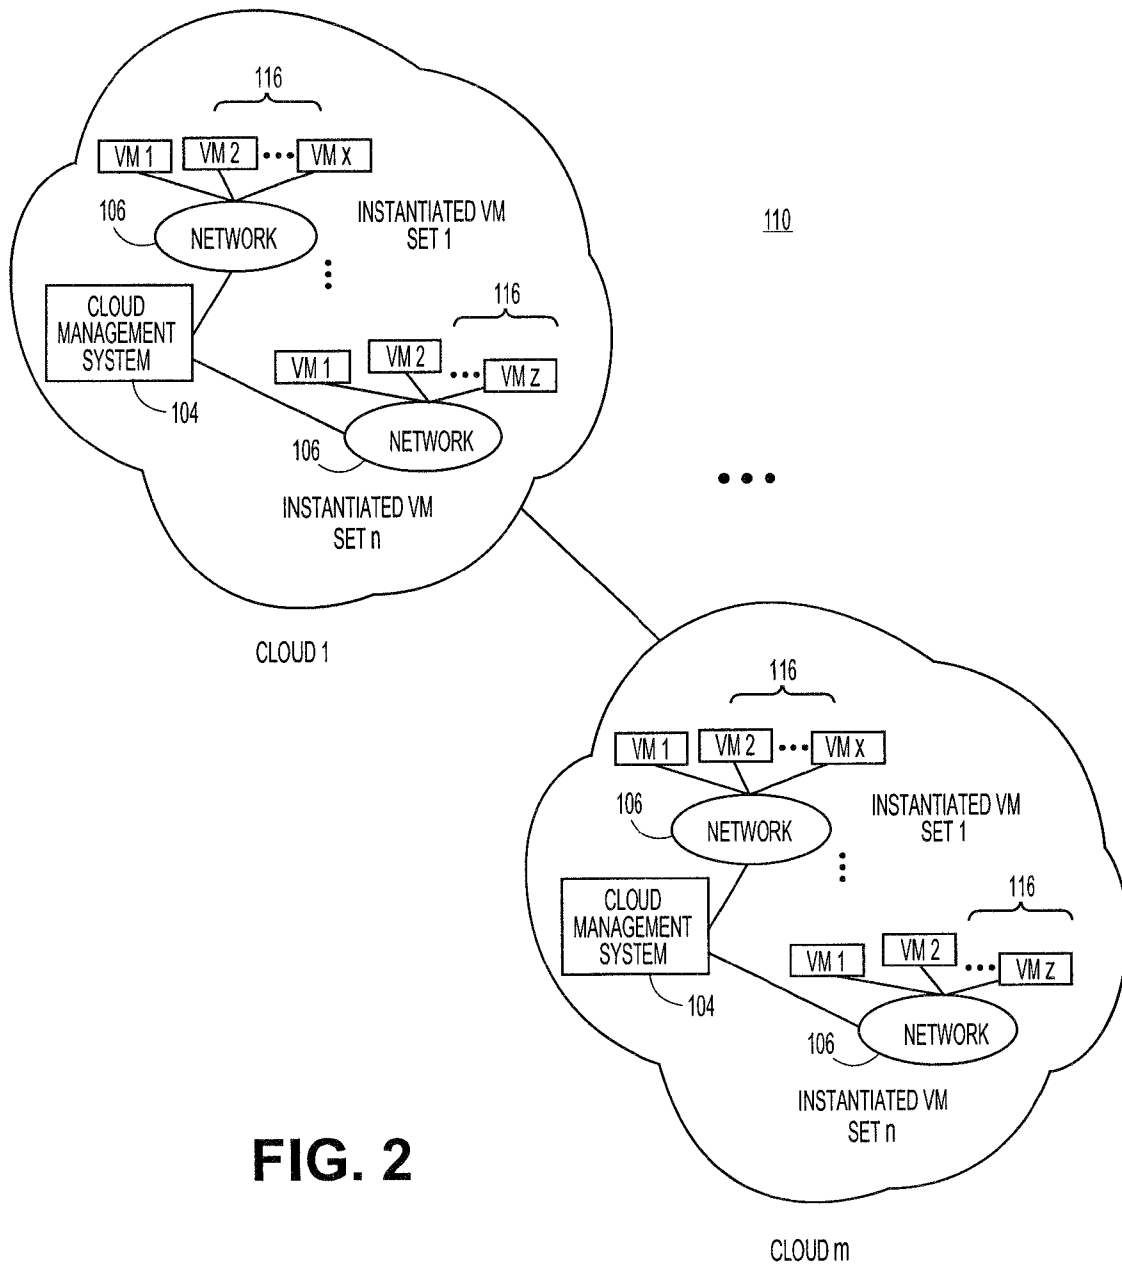 116
VM 1
VM 2
VM x
106
NETWORK
INSTANTIATED VM
SET 1
110
CLOUD
MANAGEMENT
SYSTEM
104
116
VM 1
VM 2
VM z
106
NETWORK
INSTANTIATED VM
SET n
CLOUD 1
116
VM 1
VM 2
VM x
106
NETWORK
INSTANTIATED VM
SET 1
CLOUD
MANAGEMENT
SYSTEM
104
116
VM 1
VM 2
VM z
106
NETWORK
INSTANTIATED VM
SET n
FIG. 2
CLOUD m